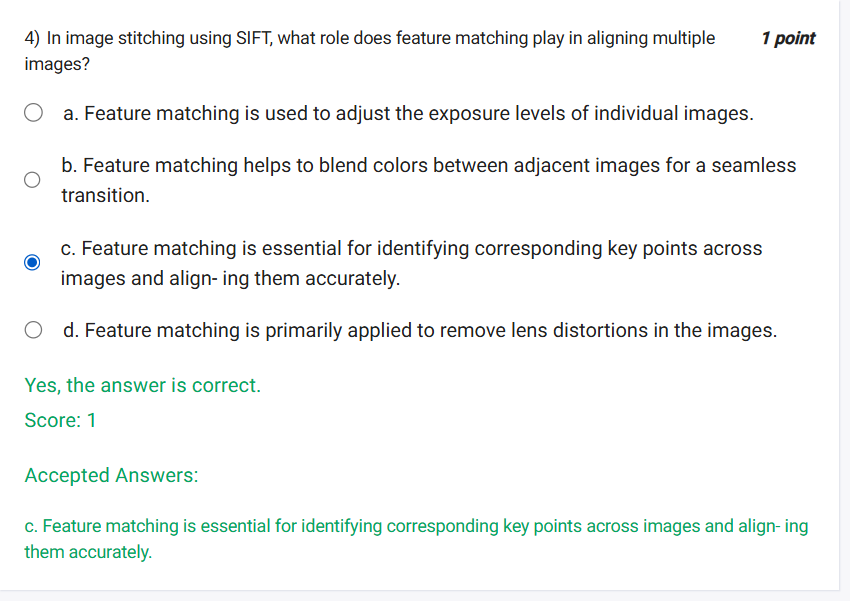 4) In image stitching using SIFT, what role does feature matching play in aligning multiple 1 point
images?
a. Feature matching is used to adjust the exposure levels of individual images.
b. Feature matching helps to blend colors between adjacent images for a seamless
transition.
c. Feature matching is essential for identifying corresponding key points across
images and align- ing them accurately.
d. Feature matching is primarily applied to remove lens distortions in the images.
Yes, the answer is correct.
Score: 1
Accepted Answers:
c. Feature matching is essential for identifying corresponding key points across images and align- ing
them accurately.